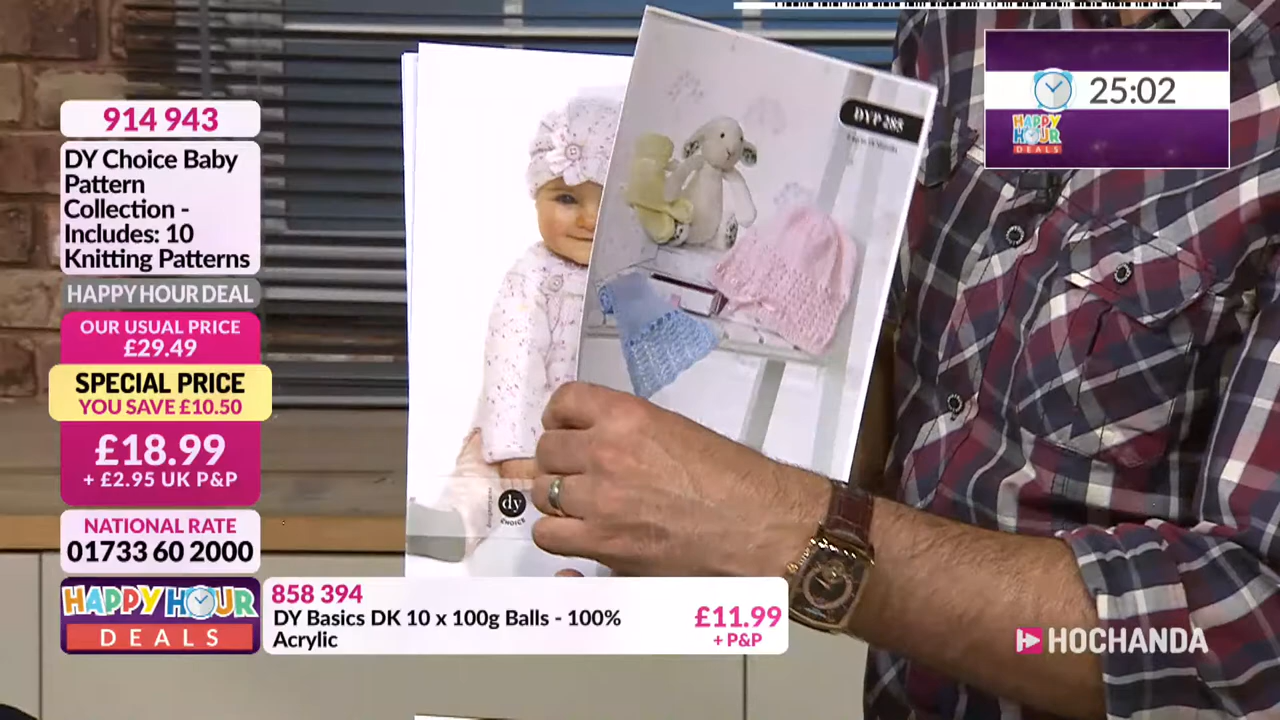 914 943
DY Choice Baby
Pattern
Collection -
Includes: 10
Knitting Patterns
HAPPY HOUR DEAL
OUR USUAL PRICE
£29.49
SPECIAL PRICE
YOU SAVE £10.50
£18.99
+ £2.95 UK P&P
NATIONAL RATE
01733 60 2000
HAPPY HOUR
DEALS
858 394
DY Basics DK 10 x 100g Balls - 100%
Acrylic
£11.99
+ P&P
25:02
HAPPY
HOUR
DEALS
DYP 285
dy
CHOICE
HOCHANDA